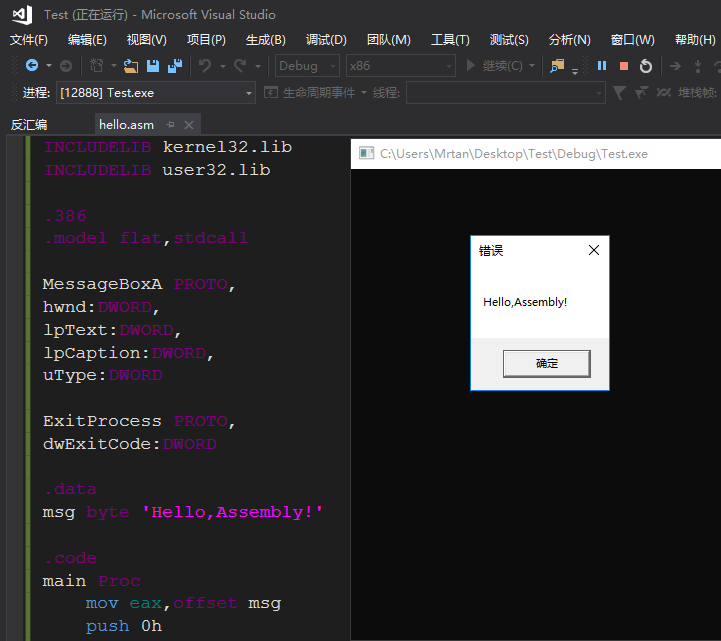 Test (正在运行) - Microsoft Visual Studio
文件(F) 编辑(E) 视图(V) 项目(P) 生成(B) 调试(D) 团队(M) 工具(T) 测试(S) 分析(N) 窗口(W) 帮助(H)
Debug x86 继续(C)
进程: [12888] Test.exe 生命周期事件 线程: 堆栈帧:
反汇编 hello.asm
INCLUDELIB kernel32.lib
INCLUDELIB user32.lib
.386
.model flat,stdcall
MessageBoxA PROTO,
hwnd:DWORD,
lpText:DWORD,
lpCaption:DWORD,
uType:DWORD
ExitProcess PROTO,
dwExitCode:DWORD
.data
msg byte 'Hello,Assembly!'
.code
main Proc
mov eax,offset msg
push 0h
C:\Users\Mrtan\Desktop\Test\Debug\Test.exe
错误
Hello,Assembly!
确定